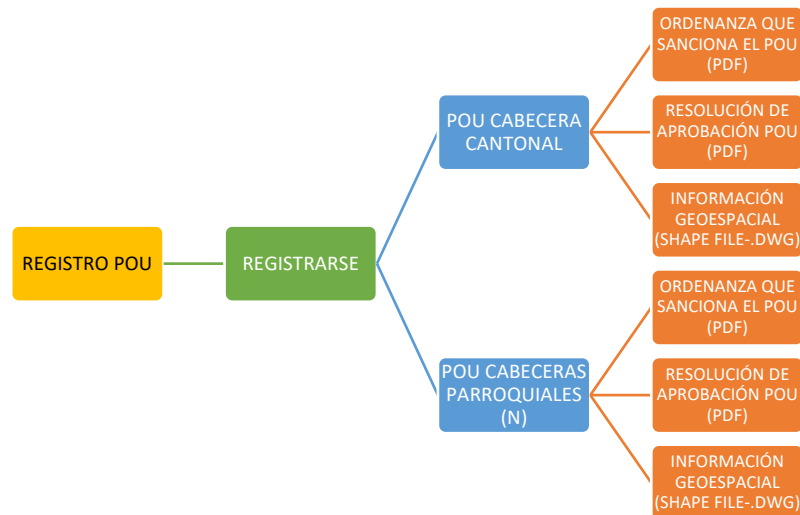 REGISTRO POU
REGISTRARSE
POU CABECERA
CANTONAL
ORDENANZA QUE
SANCIONA EL POU
(PDF)
RESOLUCIÓN DE
APROBACIÓN POU
(PDF)
INFORMACIÓN
GEOESPACIAL
(SHAPE FILE-.DWG)
POU CABECERAS
PARROQUIALES
(N)
ORDENANZA QUE
SANCIONA EL POU
(PDF)
RESOLUCIÓN DE
APROBACIÓN POU
(PDF)
INFORMACIÓN
GEOESPACIAL
(SHAPE FILE-.DWG)